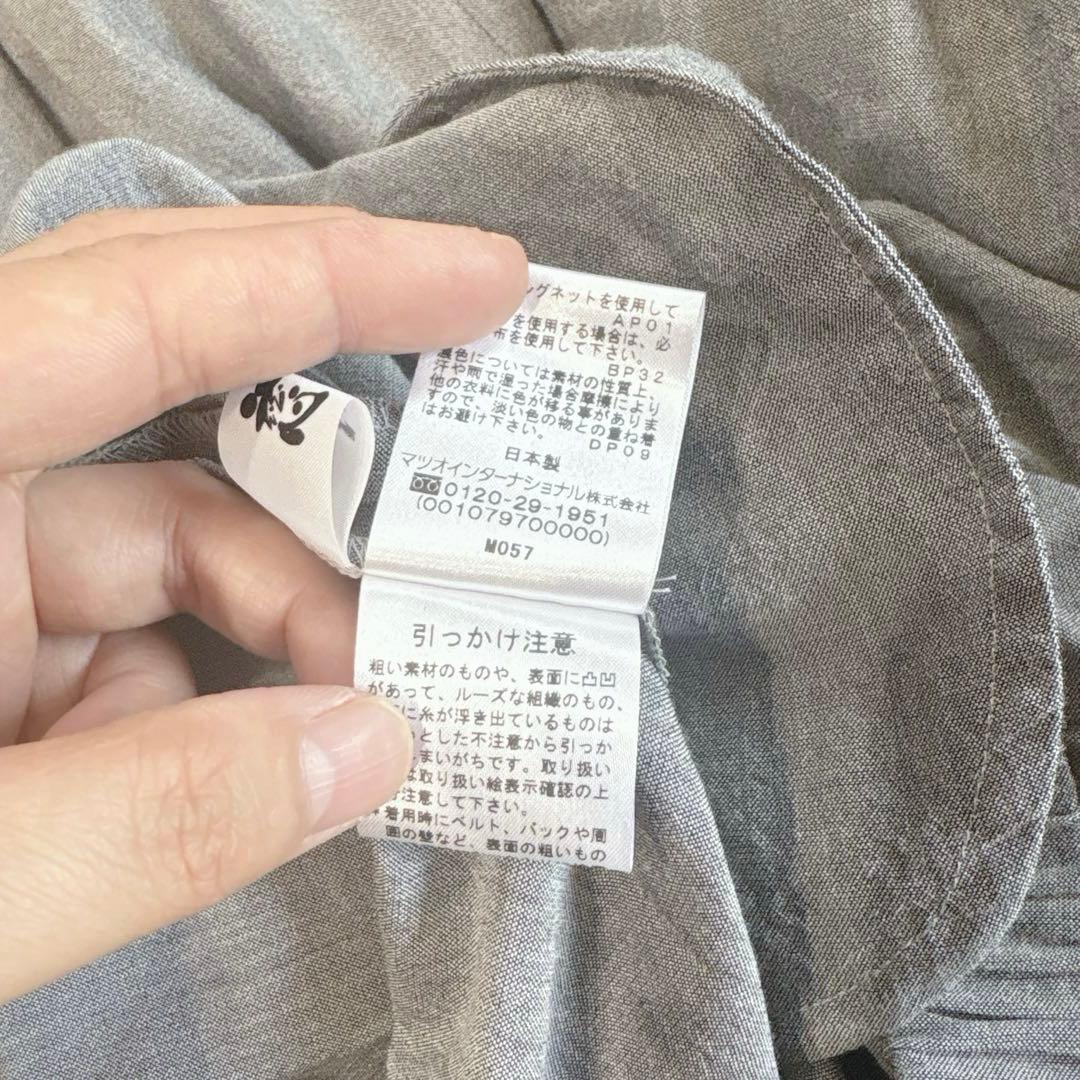 ングネットを使用して
AP01
を使用する場合は、必
布を使用して下さい。
BP32
濃色については素材の性質上、
汗や雨で湿った場合摩擦により
他の衣料に色が移る事がありま
すので、淡い色の物との重ね着
はお避け下さい。
DP09
日本製
マツオインターナショナル株式会社
0120-29-1951
(001079700000)
M057
引っかけ注意
粗い素材のものや、表面に凸凹
があって、ルーズな組織のもの、
に糸が浮き出ているものは
とした不注意から引っか
まいがちです。取り扱い
は取り扱い絵表示確認の上
注意して下さい。
着用時にベルト、バックや周
囲の壁など、表面の粗いもの